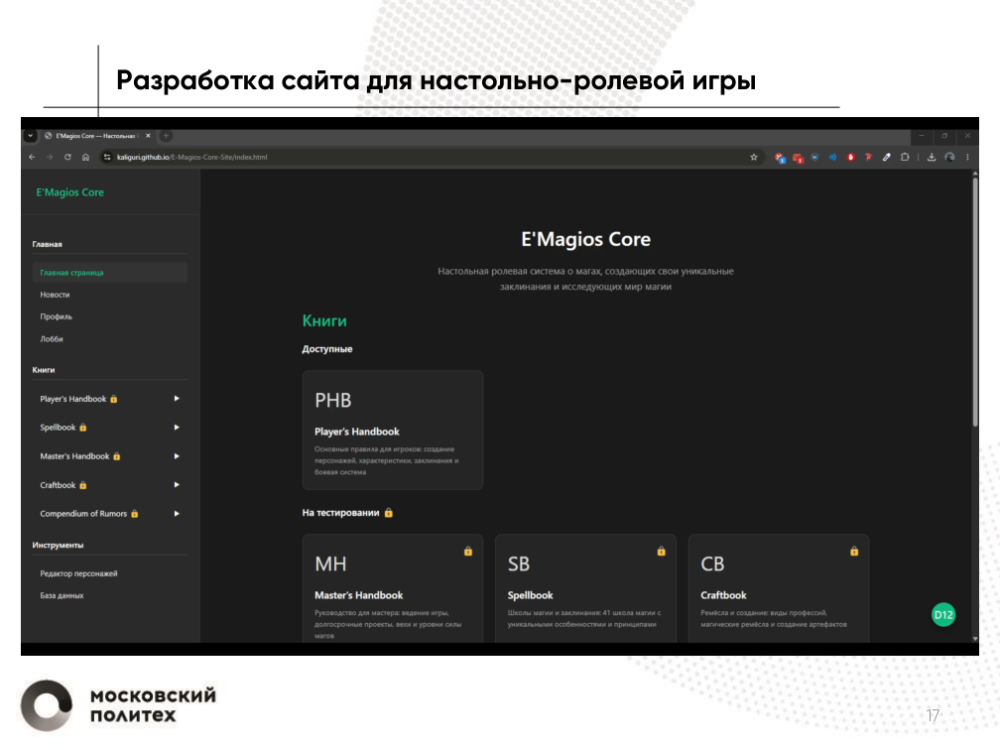 Разработка сайта для настольно-ролевой игры
E'Magios Core — Настольная
kaliguri.github.io/E-Magios-Core-Site/index.html
E'Magios Core
Главная
Главная страница
Новости
Профиль
Лобби
Книги
Player's Handbook
Spellbook
Master's Handbook
Craftbook
Compendium of Rumors
Инструменты
Редактор персонажей
База данных
E'Magios Core
Настольная ролевая система о магах, создающих свои уникальные
заклинания и исследующих мир магии
Книги
Доступные
PHB
Player's Handbook
Основные правила для игроков: создание
персонажей, характеристики, заклинания и
боевая система
На тестировании
MH
Master's Handbook
Руководство для мастера: ведение игры,
долгосрочные проекты, вехи и уровни силы
магов
SB
Spellbook
Школы магии и заклинания: 41 школа магии с
уникальными особенностями и принципами
CB
Craftbook
Ремёсла и создание: виды профессий,
магические ремёсла и создание артефактов
D12
МОСКОВСКИЙ
ПОЛИТЕХ
17